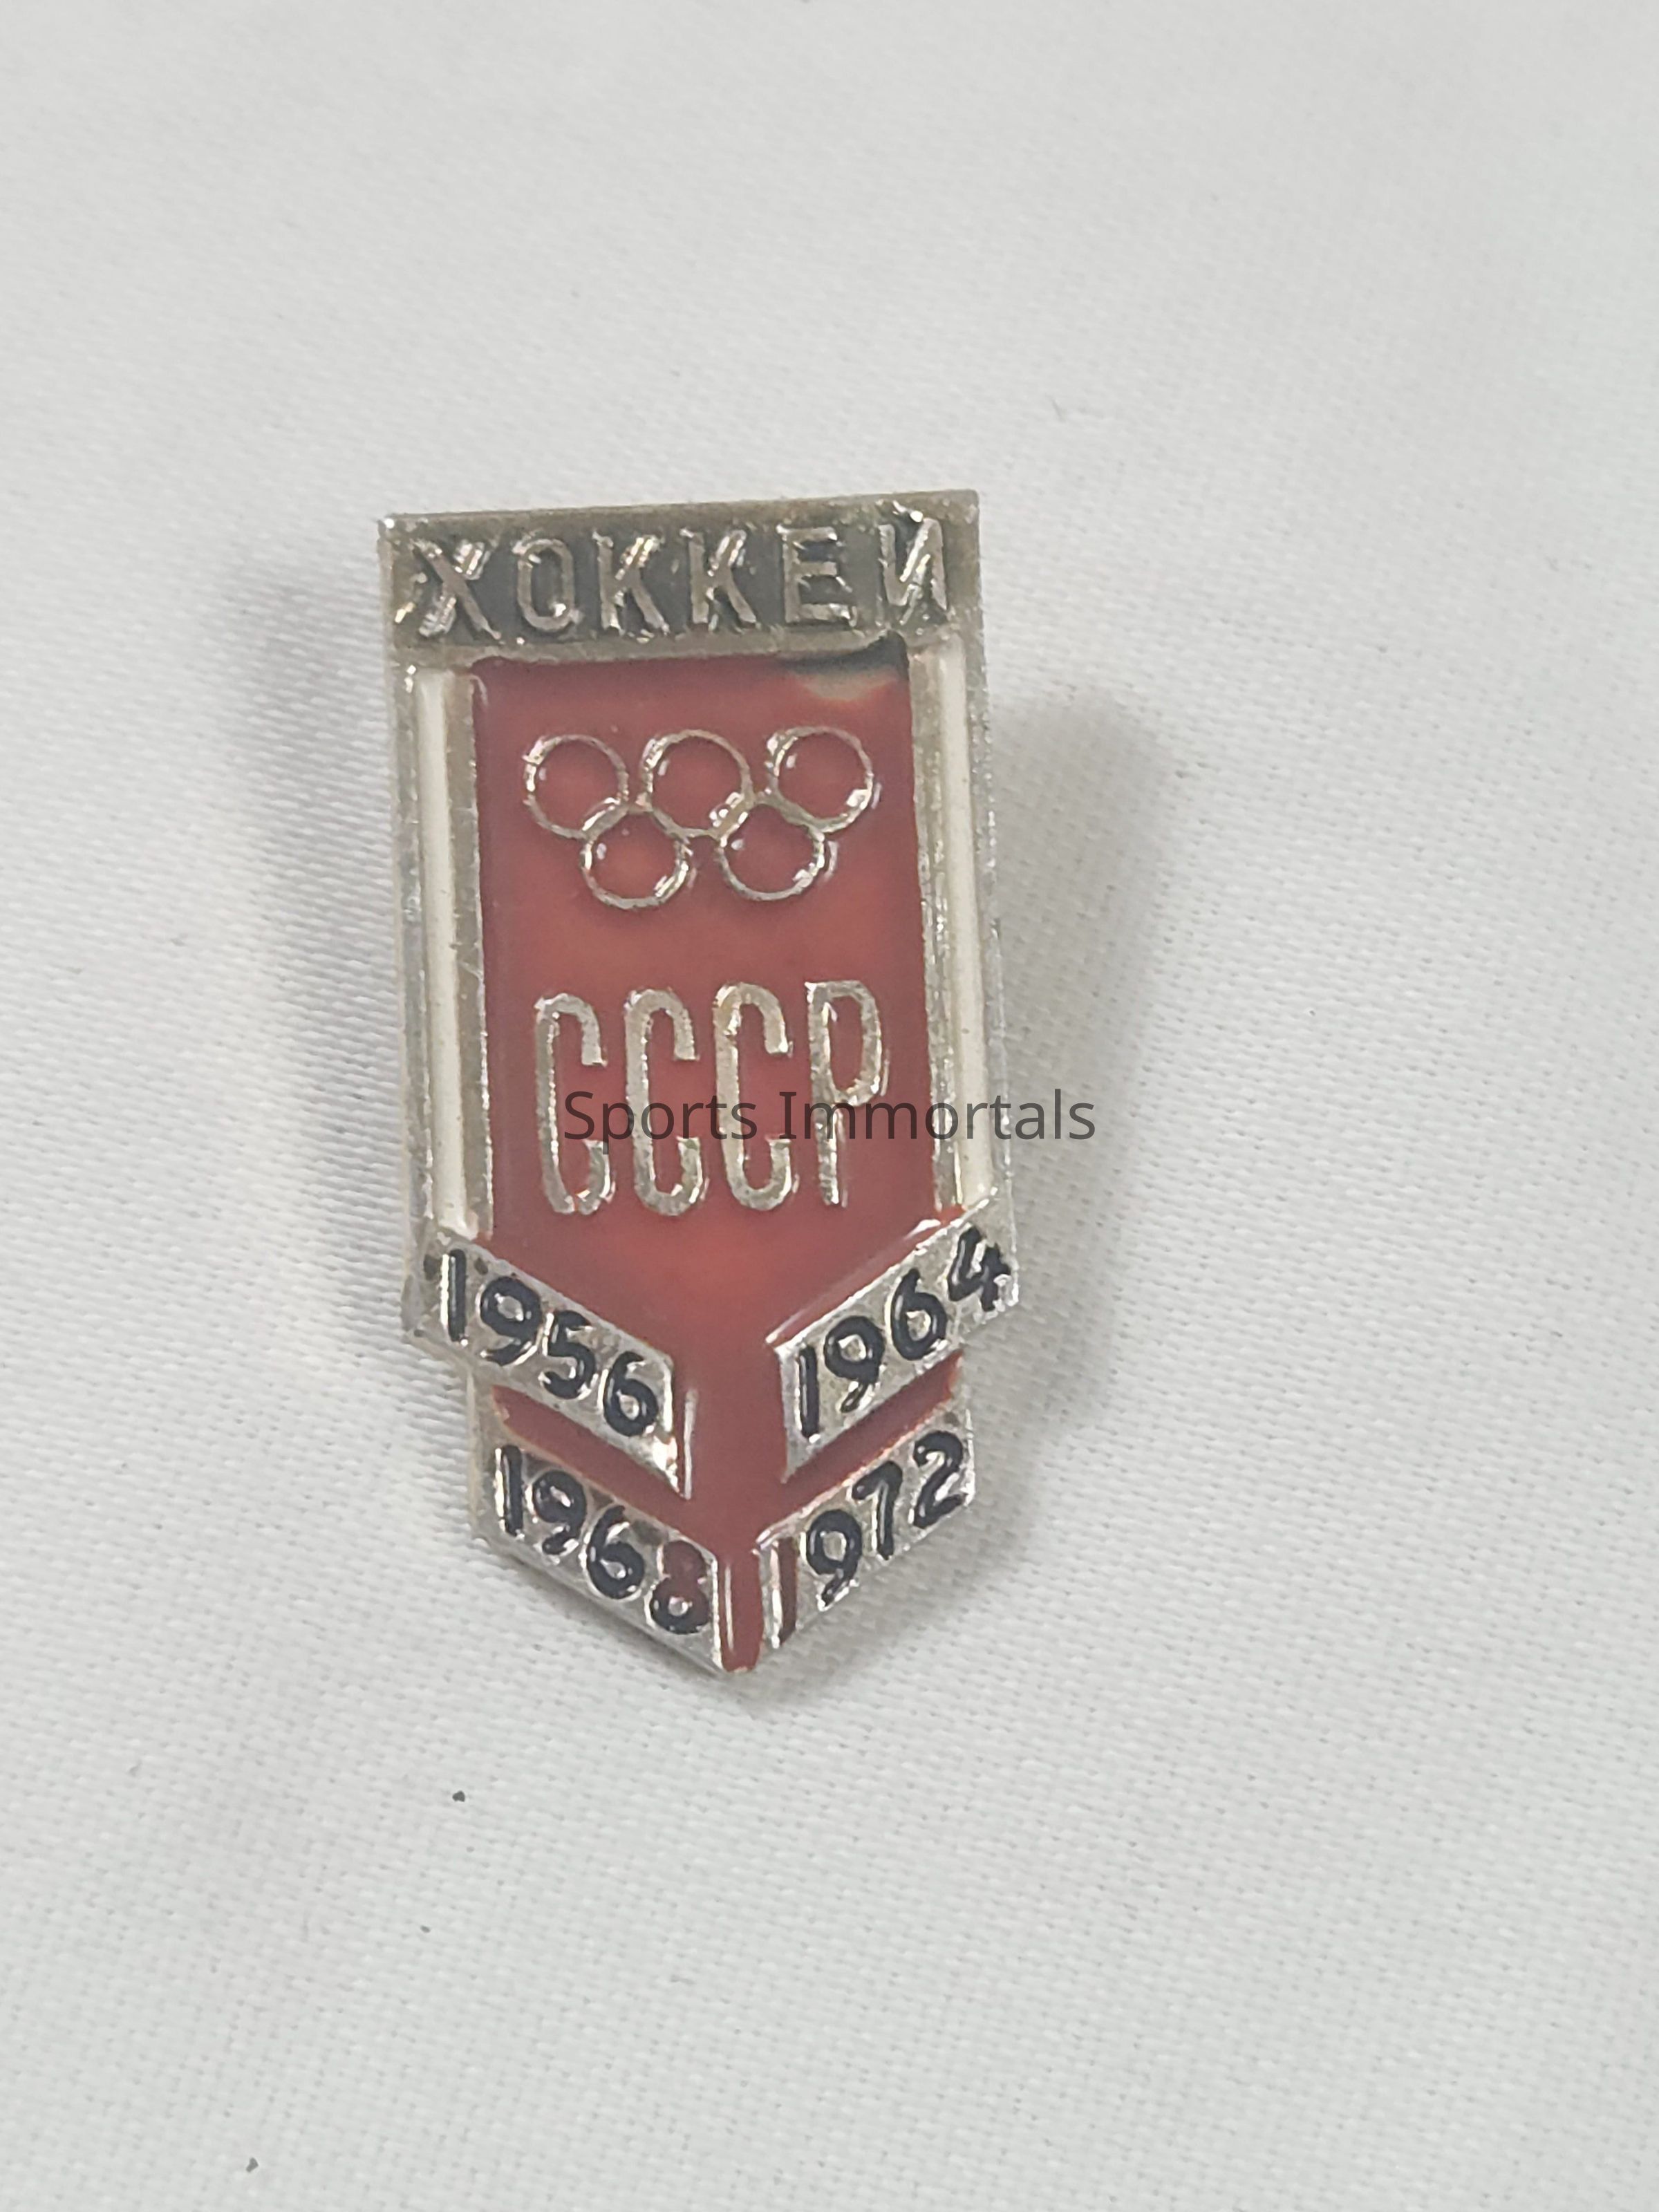 ХОККЕЙ
СССР
Sports Immortals
1956 1964
1968 1972